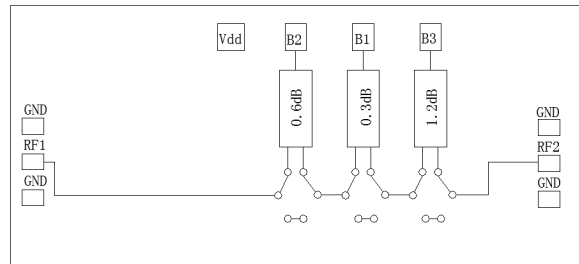 Vdd B2 B1 B3
0.6dB 0.3dB 1.2dB
GND GND
RF1 RF2
GND GND